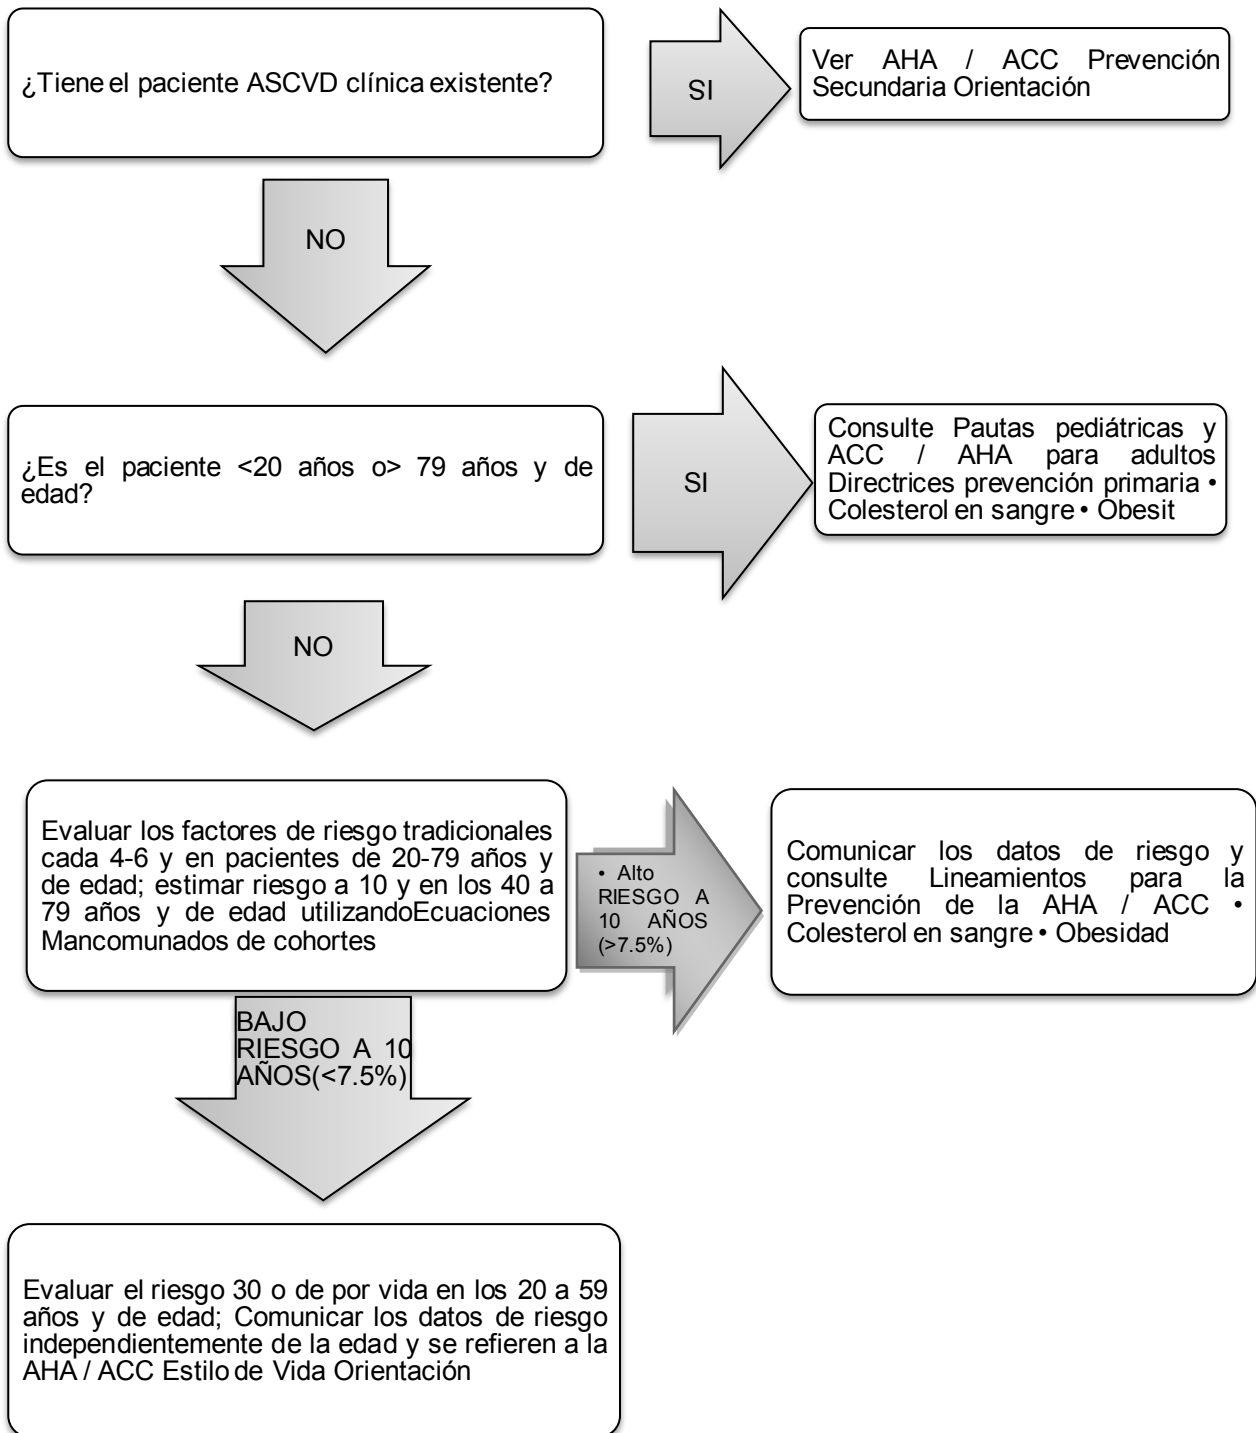 ¿Tiene el paciente ASCVD clínica existente?
SI
Ver AHA / ACC Prevención
Secundaria Orientación
NO
¿Es el paciente <20 años o> 79 años y de
edad?
SI
Consulte Pautas pediátricas y
ACC / AHA para adultos
Directrices prevención primaria •
Colesterol en sangre • Obesit
NO
Evaluar los factores de riesgo tradicionales
cada 4-6 y en pacientes de 20-79 años y
de edad; estimar riesgo a 10 y en los 40 a
79 años y de edad utilizandoEcuaciones
Mancomunados de cohortes
• Alto
RIESGO A
10 AÑOS
(>7.5%)
Comunicar los datos de riesgo y
consulte Lineamientos para la
Prevención de la AHA / ACC •
Colesterol en sangre • Obesidad
BAJO
RIESGO A 10
AÑOS(<7.5%)
Evaluar el riesgo 30 o de por vida en los 20 a 59
años y de edad; Comunicar los datos de riesgo
independientemente de la edad y se refieren a la
AHA / ACC Estilo de Vida Orientación